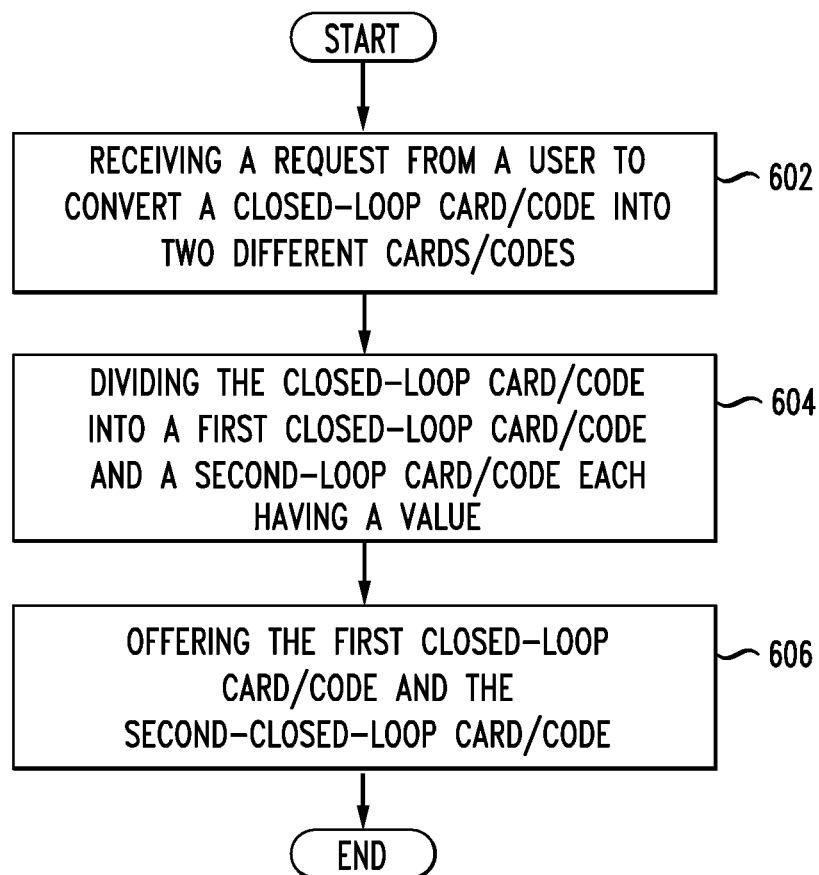 START
RECEIVING A REQUEST FROM A USER TO
CONVERT A CLOSED-LOOP CARD/CODE INTO
TWO DIFFERENT CARDS/CODES
602
DIVIDING THE CLOSED-LOOP CARD/CODE
INTO A FIRST CLOSED-LOOP CARD/CODE
AND A SECOND-LOOP CARD/CODE EACH
HAVING A VALUE
604
OFFERING THE FIRST CLOSED-LOOP
CARD/CODE AND THE
SECOND-CLOSED-LOOP CARD/CODE
606
END